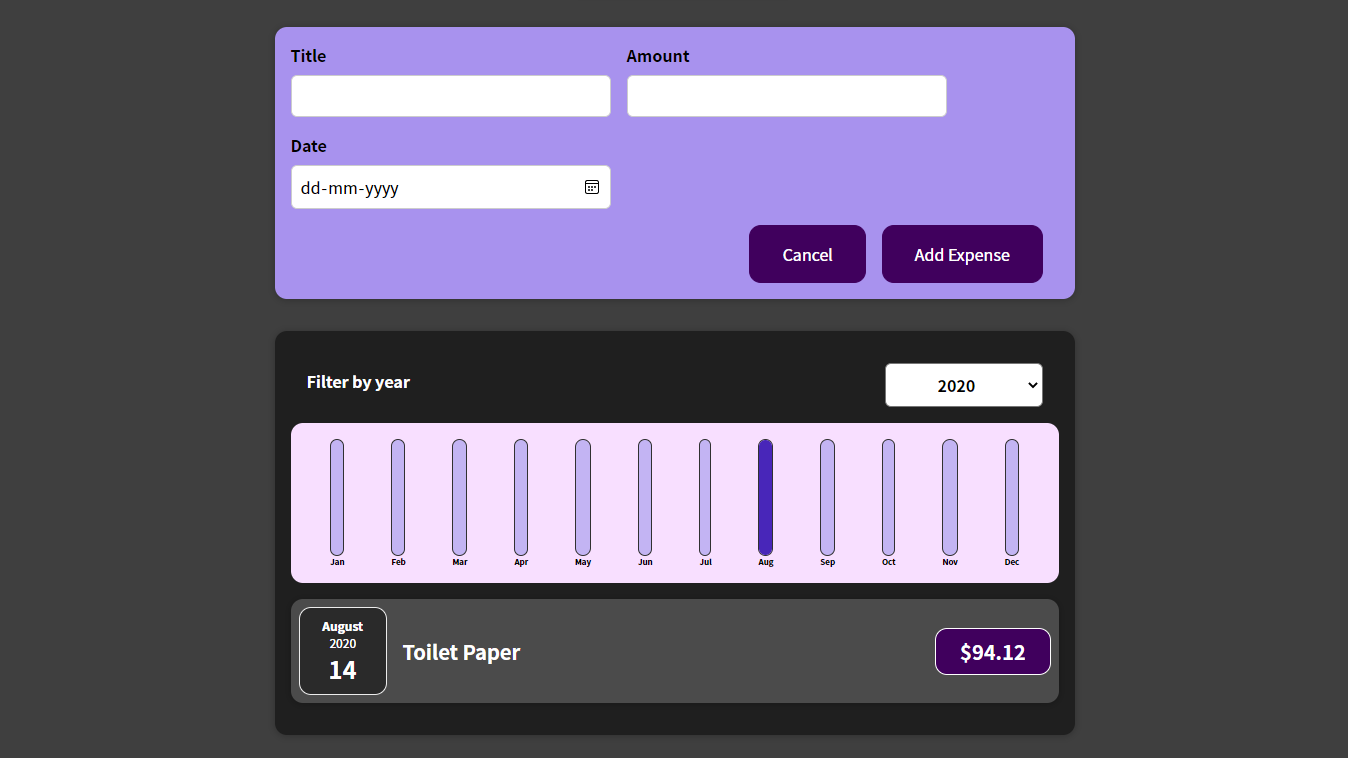 Title Amount
Date
dd-mm-yyyy
Cancel Add Expense
Filter by year 2020
Jan Feb Mar Apr May Jun Jul Aug Sep Oct Nov Dec
August
2020
14
Toilet Paper
$94.12